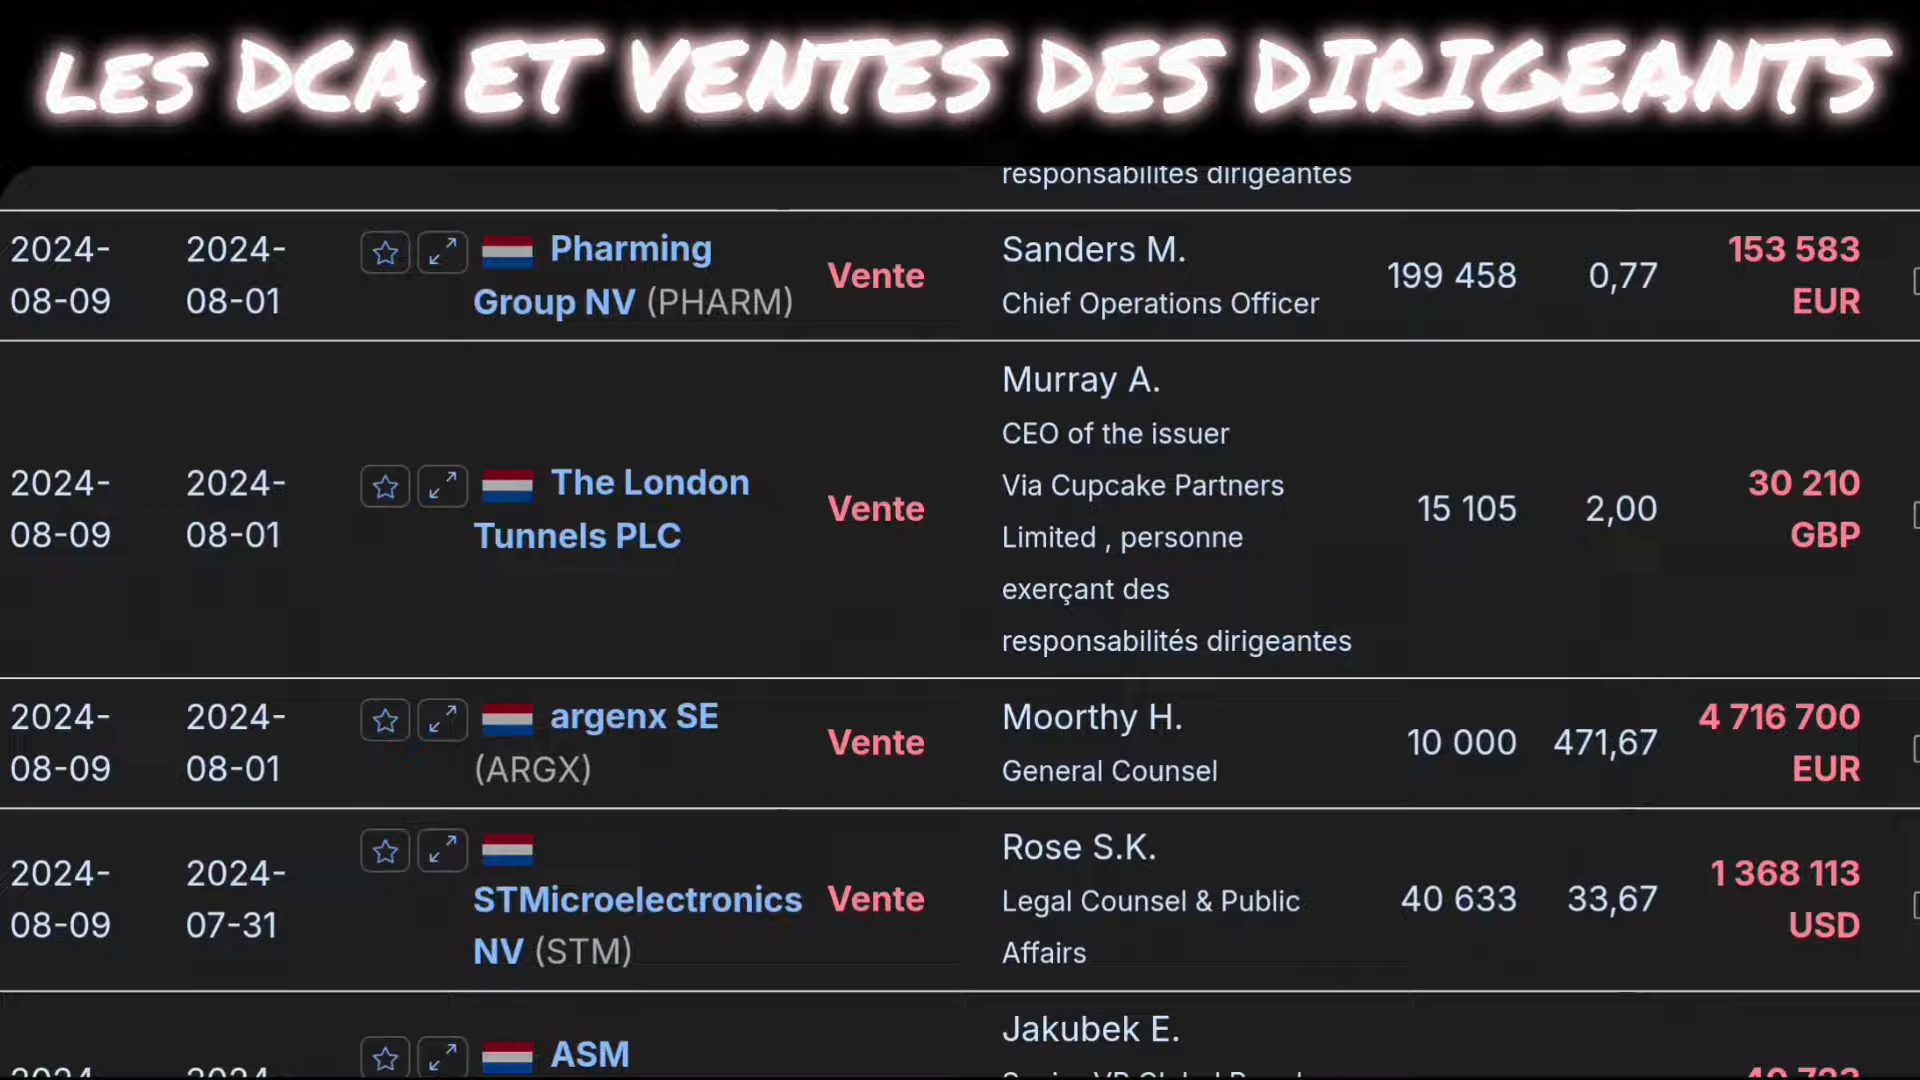 LES DCA ET VENTES DES DIRIGEANTS
responsabilités dirigeantes
2024-08-09 2024-08-01 Pharming Group NV (PHARM) Vente Sanders M. Chief Operations Officer 199 458 0,77 153 583 EUR
2024-08-09 2024-08-01 The London Tunnels PLC Vente Murray A. CEO of the issuer Via Cupcake Partners Limited , personne exerçant des responsabilités dirigeantes 15 105 2,00 30 210 GBP
2024-08-09 2024-08-01 argenx SE (ARGX) Vente Moorthy H. General Counsel 10 000 471,67 4 716 700 EUR
2024-08-09 2024-07-31 STMicroelectronics NV (STM) Vente Rose S.K. Legal Counsel & Public Affairs 40 633 33,67 1 368 113 USD
ASM Jakubek E.